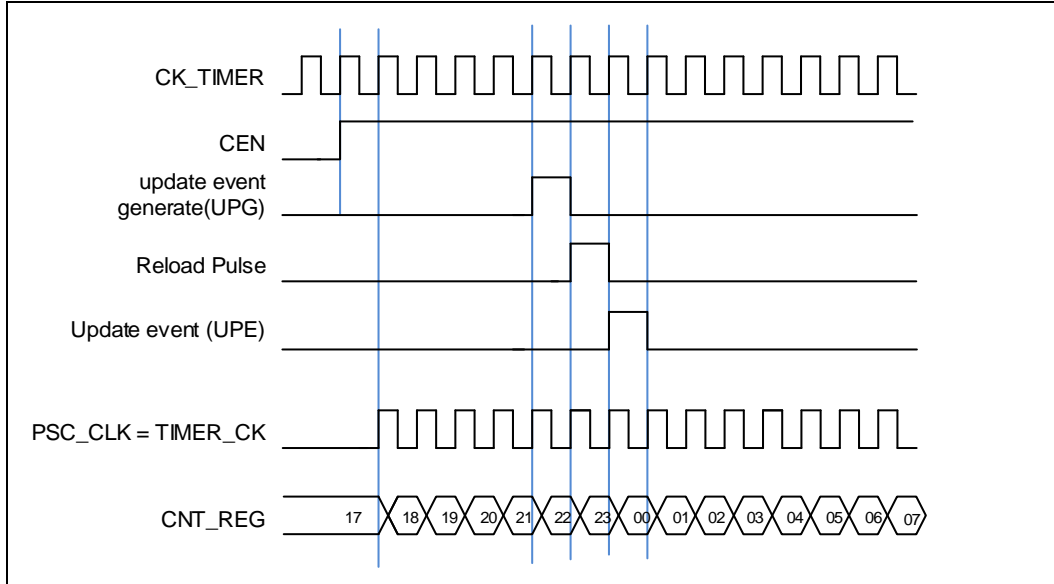 CK_TIMER
CEN
update event
generate(UPG)
Reload Pulse
Update event (UPE)
PSC_CLK = TIMER_CK
CNT_REG 17 18 19 20 21 22 23 00 01 02 03 04 05 06 07